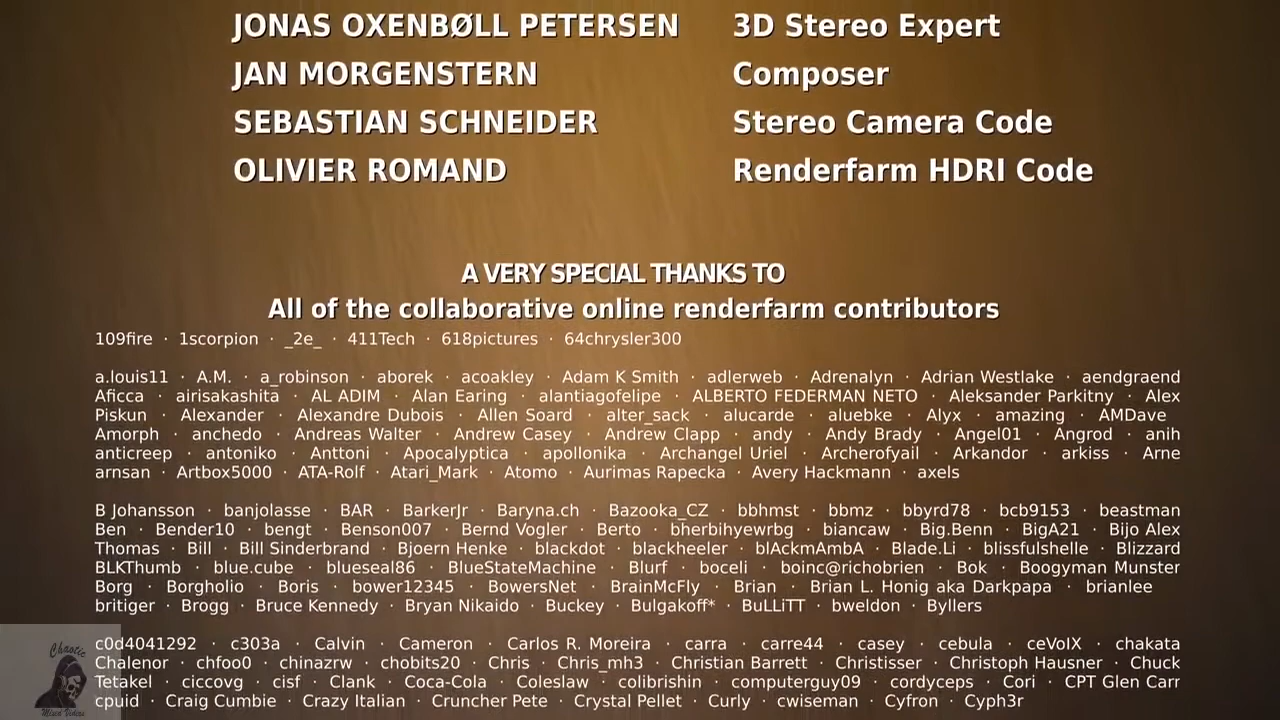 JONAS OXENBØLL PETERSEN 3D Stereo Expert
JAN MORGENSTERN Composer
SEBASTIAN SCHNEIDER Stereo Camera Code
OLIVIER ROMAND Renderfarm HDRI Code
A VERY SPECIAL THANKS TO
All of the collaborative online renderfarm contributors
109fire · 1scorpion · _2e_ · 411Tech · 618pictures · 64chrysler300
a.louis11 · A.M. · a_robinson · aborek · acoakley · Adam K Smith · adlerweb · Adrenalyn · Adrian Westlake · aendgraend
Aficca · airisakashita · AL ADIM · Alan Earing · alantiagofelipe · ALBERTO FEDERMAN NETO · Aleksander Parkitny · Alex
Piskun · Alexander · Alexandre Dubois · Allen Soard · alter_sack · alucarde · aluebke · Alyx · amazing · AMDave
Amorph · anchedo · Andreas Walter · Andrew Casey · Andrew Clapp · andy · Andy Brady · Angel01 · Angrod · anih
anticreep · antoniko · Anttoni · Apocalyptica · apollonika · Archangel Uriel · Archerofyail · Arkandor · arkiss · Arne
arnsan · Artbox5000 · ATA-Rolf · Atari_Mark · Atomo · Aurimas Rapecka · Avery Hackmann · axels
B Johansson · banjolasse · BAR · BarkerJr · Baryna.ch · Bazooka_CZ · bbhmst · bbmz · bbyrd78 · bcb9153 · beastman
Ben · Bender10 · bengt · Benson007 · Bernd Vogler · Berto · bherbihyewrbg · biancaw · Big.Benn · BigA21 · Bijo Alex
Thomas · Bill · Bill Sinderbrand · Bjoern Henke · blackdot · blackheeler · blAckmAmbA · Blade.Li · blissfulshelle · Blizzard
BLKThumb · blue.cube · blueseal86 · BlueStateMachine · Blurf · boceli · boinc@richobrien · Bok · Boogyman Munster
Borg · Borgholio · Boris · bower12345 · BowersNet · BrainMcFly · Brian · Brian L. Honig aka Darkpapa · brianlee
britiger · Brogg · Bruce Kennedy · Bryan Nikaido · Buckey · Bulgakoff* · BuLLiTT · bweldon · Byllers
c0d4041292 · c303a · Calvin · Cameron · Carlos R. Moreira · carra · carre44 · casey · cebula · ceVoIX · chakata
Chalenor · chfoo0 · chinazrw · chobits20 · Chris · Chris_mh3 · Christian Barrett · Christisser · Christoph Hausner · Chuck
Tetakel · ciccovg · cisf · Clank · Coca-Cola · Coleslaw · colibrishin · computerguy09 · cordyceps · Cori · CPT Glen Carr
cpuid · Craig Cumbie · Crazy Italian · Cruncher Pete · Crystal Pellet · Curly · cwiseman · Cyfron · Cyph3r
Chaotic